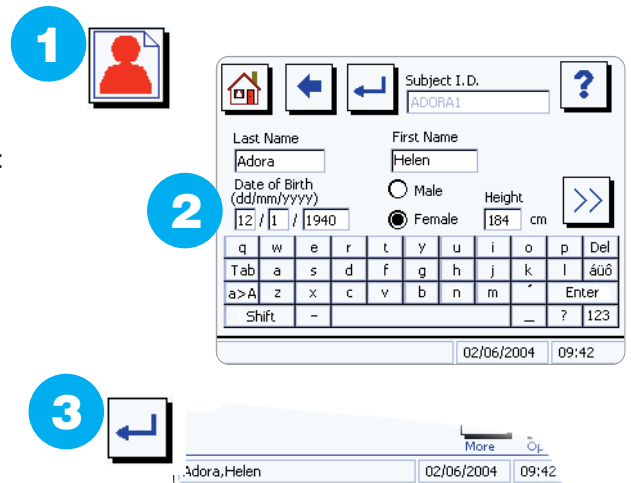 1
?
Subject I.D.
ADORA1
Last Name First Name
Adora Helen
Date of Birth
(dd/mm/yyyy)
Male
Height
>>
2
12 / 1 / 1940 Female 184 cm
q w e r t y u i o p Del
Tab a s d f g h j k l áüô
a>A z x c v b n m ´ Enter
Shift - _ ? 123
02/06/2004 09:42
3
More
Adora,Helen 02/06/2004 09:42